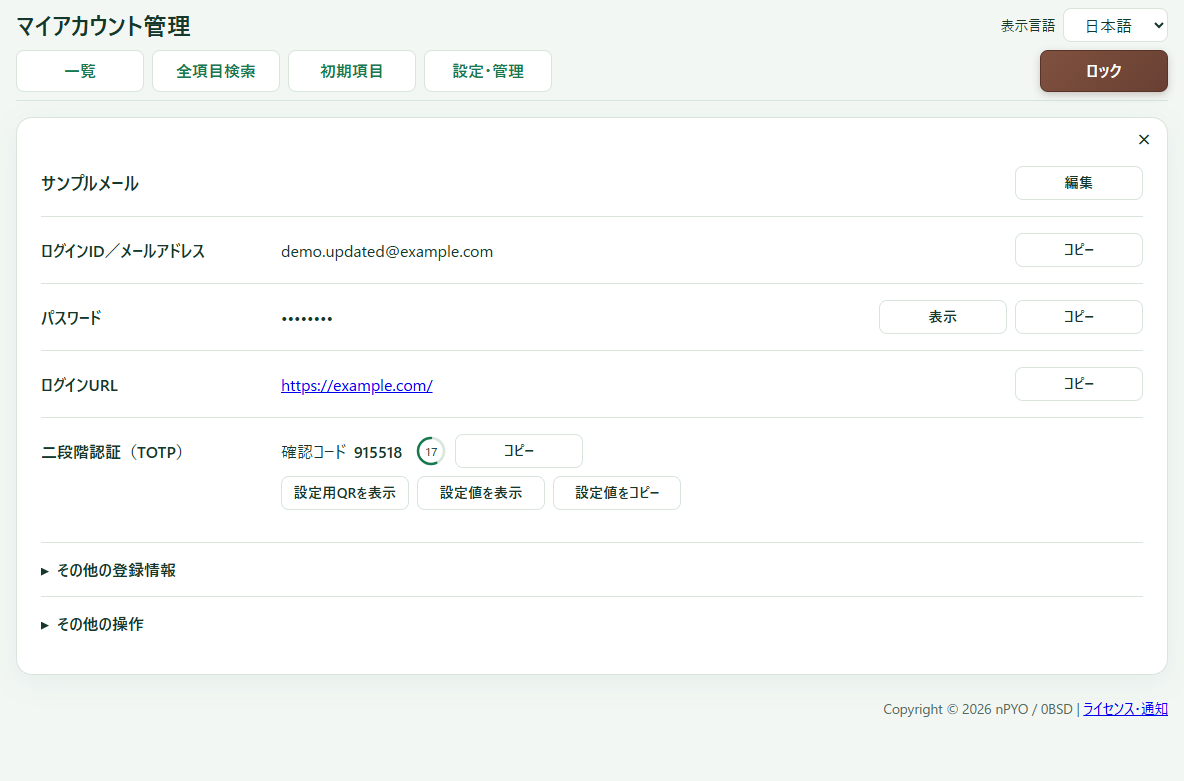 マイアカウント管理
表示言語 日本語
一覧 全項目検索 初期項目 設定・管理 ロック
×
サンプルメール 編集
ログインID／メールアドレス demo.updated@example.com コピー
パスワード •••••••• 表示 コピー
ログインURL https://example.com/ コピー
二段階認証（TOTP） 確認コード 915518 17 コピー
設定用QRを表示 設定値を表示 設定値をコピー
▸ その他の登録情報
▸ その他の操作
Copyright © 2026 nPYO / 0BSD | ライセンス・通知